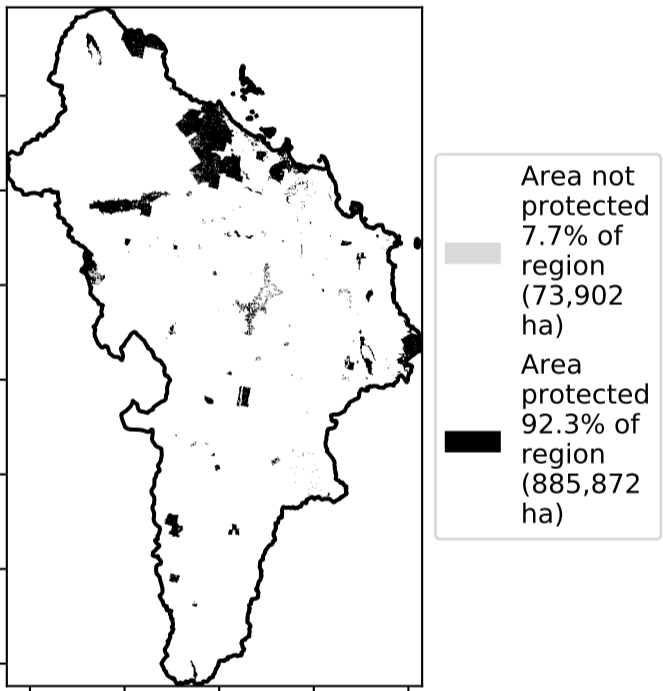 Area not
protected
7.7% of
region
(73,902
ha)
Area
protected
92.3% of
region
(885,872
ha)